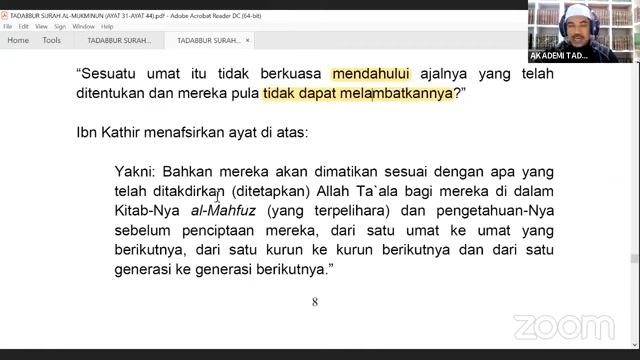 TADABBUR SURAH AL-MUKMINUN (AYAT 31-AYAT 44).pdf - Adobe Acrobat Reader DC (64-bit)
File Edit View Sign Window Help
Home Tools TADABBUR SURAH... TADABBUR SURAH... ×
AKADEMI TAD...
“Sesuatu umat itu tidak berkuasa mendahului ajalnya yang telah
ditentukan dan mereka pula tidak dapat melambatkannya?”
Ibn Kathir menafsirkan ayat di atas:
Yakni: Bahkan mereka akan dimatikan sesuai dengan apa yang
telah ditakdirkan (ditetapkan) Allah Ta`ala bagi mereka di dalam
Kitab-Nya al-Mahfuz (yang terpelihara) dan pengetahuan-Nya
sebelum penciptaan mereka, dari satu umat ke umat yang
berikutnya, dari satu kurun ke kurun berikutnya dan dari satu
generasi ke generasi berikutnya.”
8
zoom